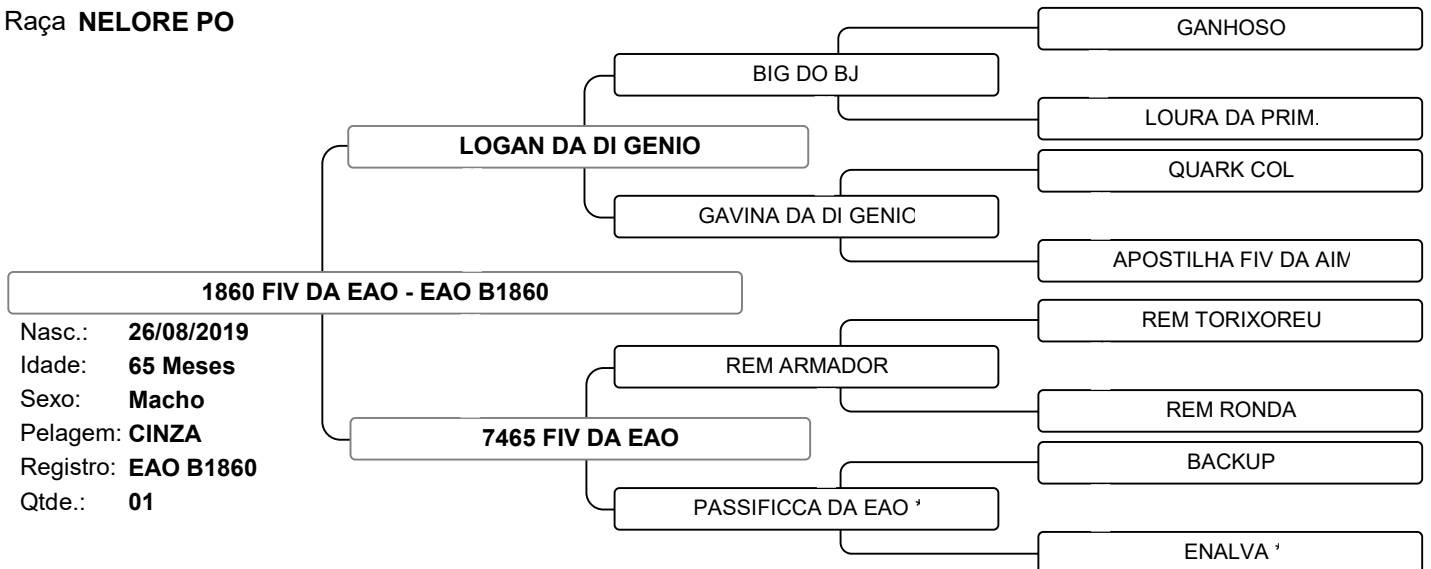 Raça NELORE PO
GANHOSO
BIG DO BJ
LOURA DA PRIM.
LOGAN DA DI GENIO
QUARK COL
GAVINA DA DI GENIO
APOSTILHA FIV DA AIM
1860 FIV DA EAO - EAO B1860
Nasc.: 26/08/2019
Idade: 65 Meses
Sexo: Macho
Pelagem: CINZA
Registro: EAO B1860
Qtde.: 01
REM TORIXOREU
REM ARMADOR
REM RONDA
7465 FIV DA EAO
BACKUP
PASSIFICCA DA EAO *
ENALVA *